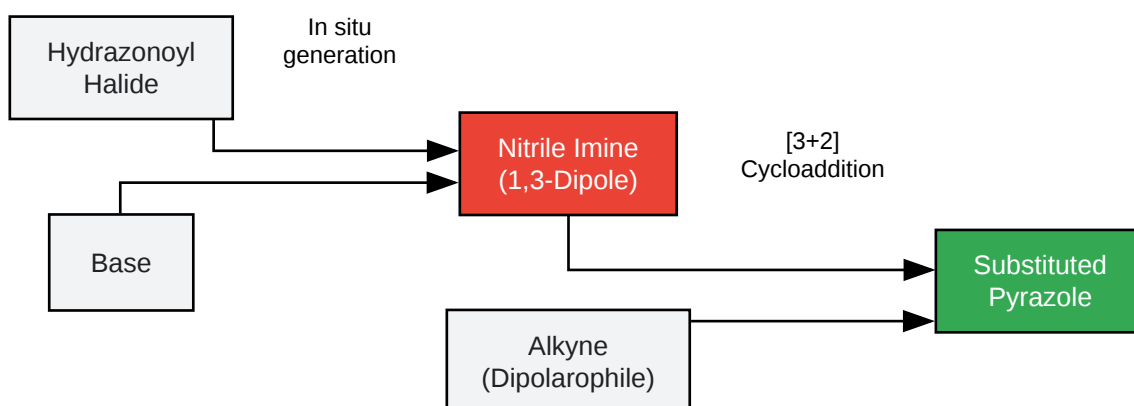 Hydrazonoyl
Halide
In situ
generation
Nitrile Imine
(1,3-Dipole)
[3+2]
Cycloaddition
Base
Substituted
Pyrazole
Alkyne
(Dipolarophile)